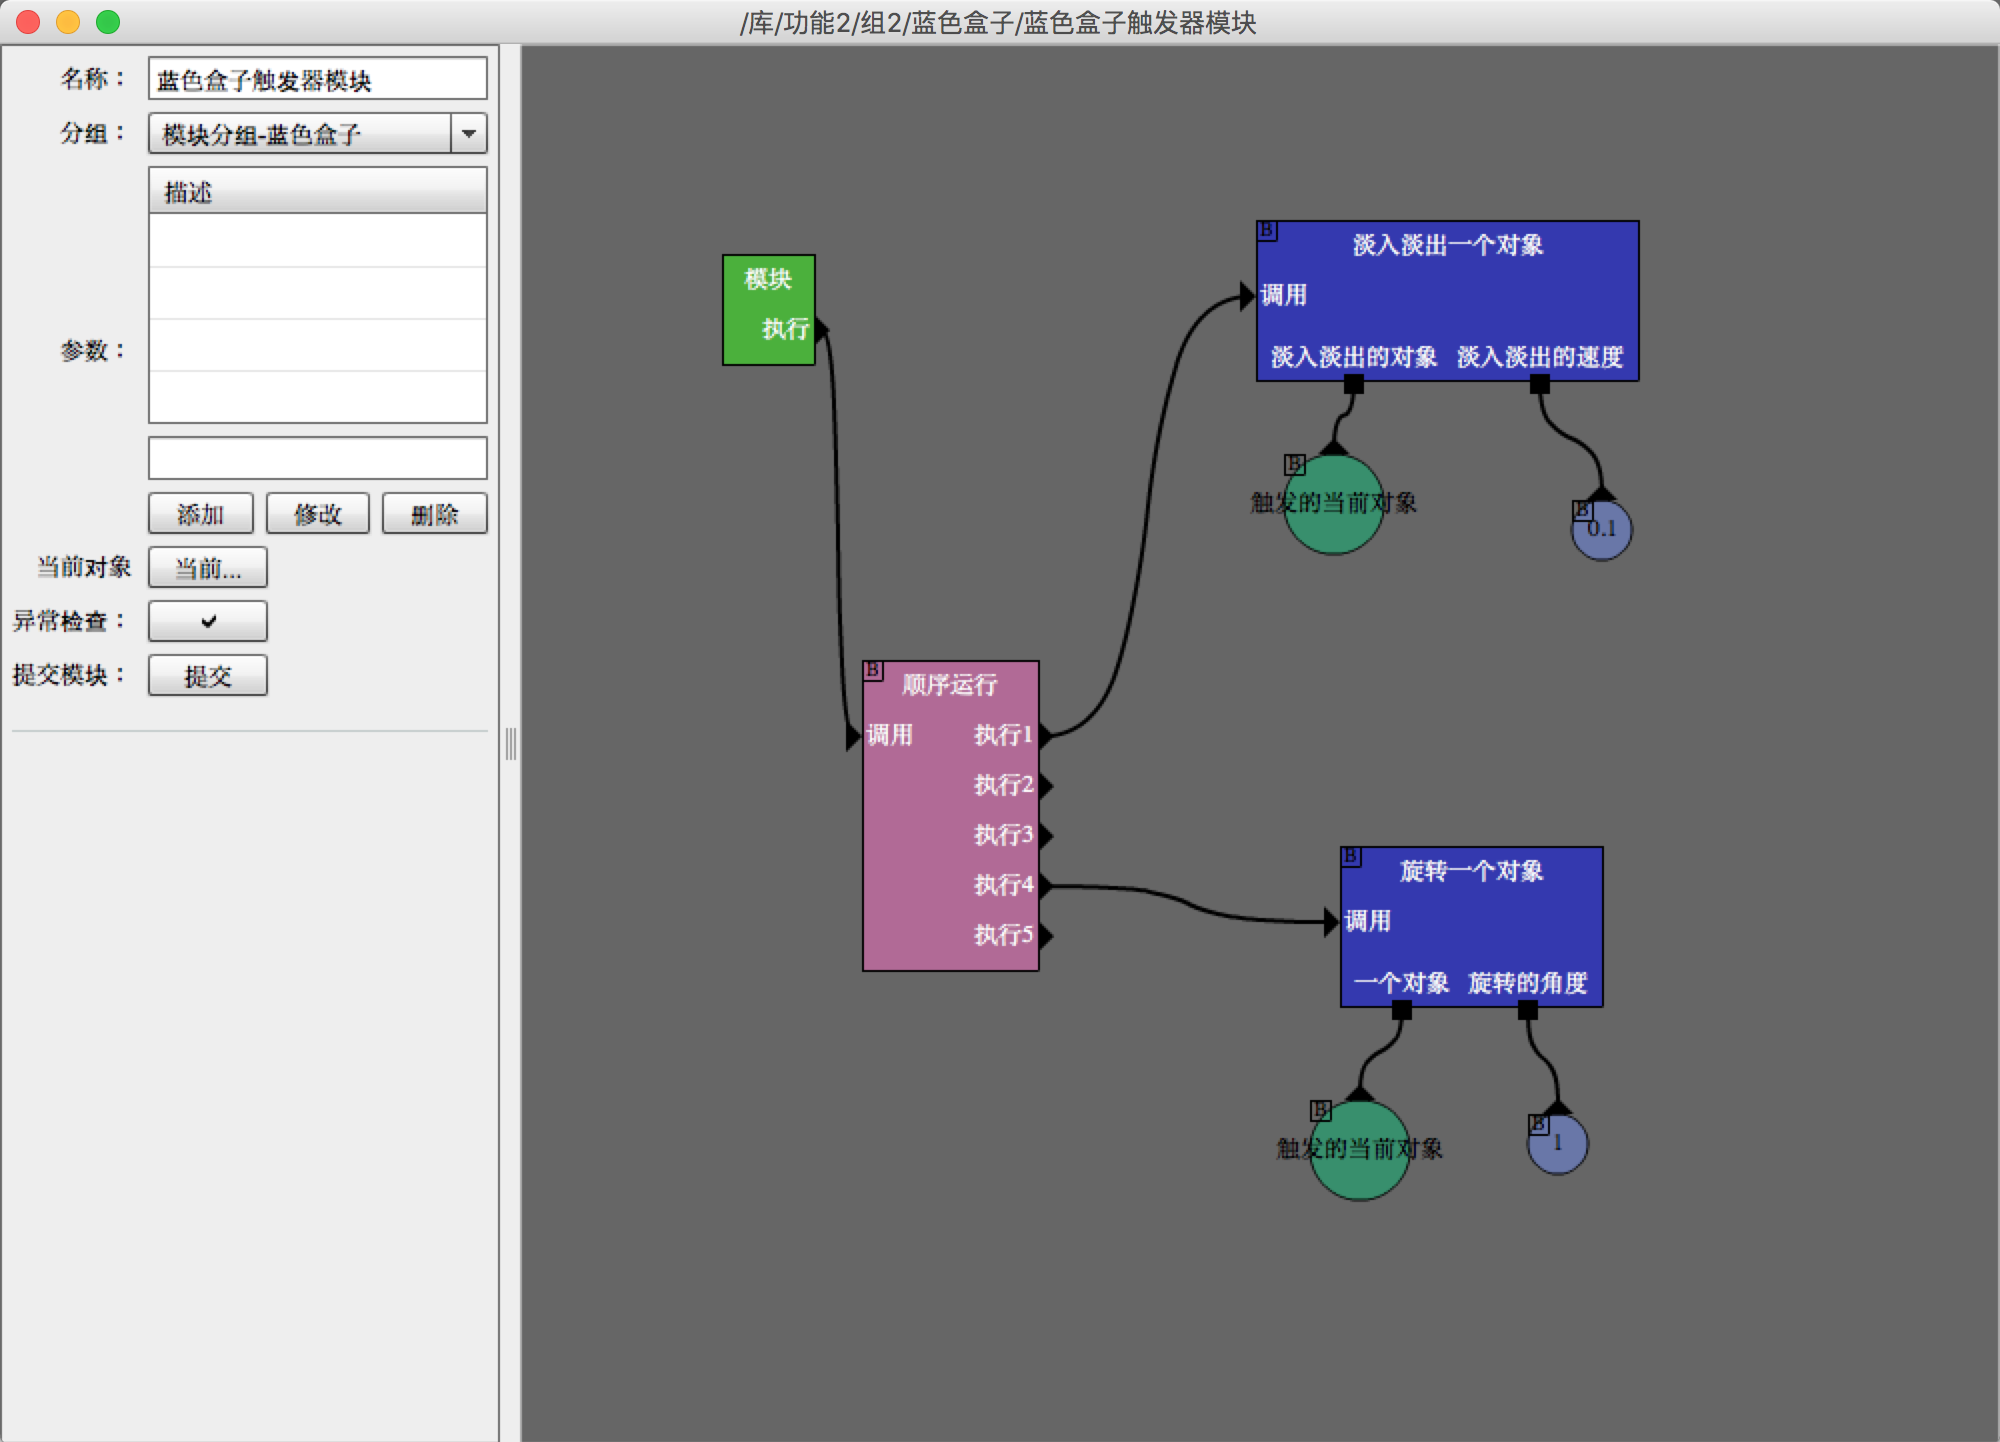 /库/功能2/组2/蓝色盒子/蓝色盒子触发器模块
名称：
蓝色盒子触发器模块
分组：
模块分组-蓝色盒子
描述
参数：
添加
修改
删除
当前对象
当前...
异常检查：
提交模块：
提交
模块
执行
B
顺序运行
调用
执行1
执行2
执行3
执行4
执行5
B
淡入淡出一个对象
调用
淡入淡出的对象
淡入淡出的速度
B
触发的当前对象
B
0.1
B
旋转一个对象
调用
一个对象
旋转的角度
B
触发的当前对象
B
1